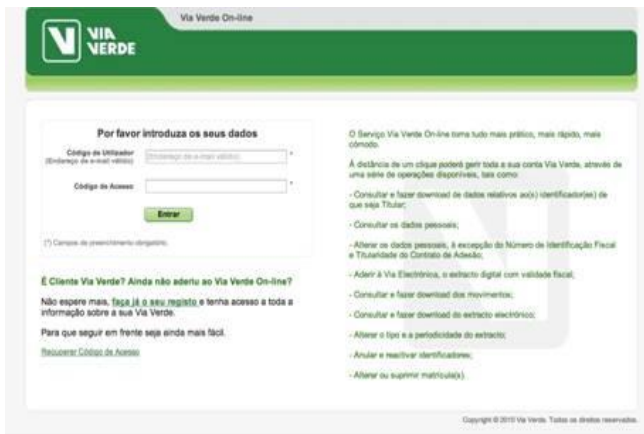 Via Verde On-line
VIA
VERDE
Por favor introduza os seus dados
Código de Utilizador
(Endereço de e-mail válido)
(Endereço de e-mail válido)
*
Código de Acesso
*
Entrar
(*) Campos de preenchimento obrigatório.
É Cliente Via Verde? Ainda não aderiu ao Via Verde On-line?
Não espere mais, faça já o seu registo e tenha acesso a toda a
informação sobre a sua Via Verde.
Para que seguir em frente seja ainda mais fácil.
Recuperar Código de Acesso
O Serviço Via Verde On-line torna tudo mais prático, mais rápido, mais
cómodo.
À distância de um clique poderá gerir toda a sua conta Via Verde, através de
uma série de operações disponíveis, tais como:
- Consultar e fazer download de dados relativos ao(s) identificador(es) de
que seja Titular;
- Consultar os dados pessoais;
- Alterar os dados pessoais, à excepção do Número de Identificação Fiscal
e Titularidade do Contrato de Adesão;
- Aderir à Via Electrónica, o extracto digital com validade fiscal;
- Consultar e fazer download dos movimentos;
- Consultar e fazer download do extracto electrónico;
- Alterar o tipo e a periodicidade do extracto;
- Anular e reactivar identificadores;
- Alterar ou suprimir matrícula(s).
Copyright © 2010 Via Verde. Todos os direitos reservados.